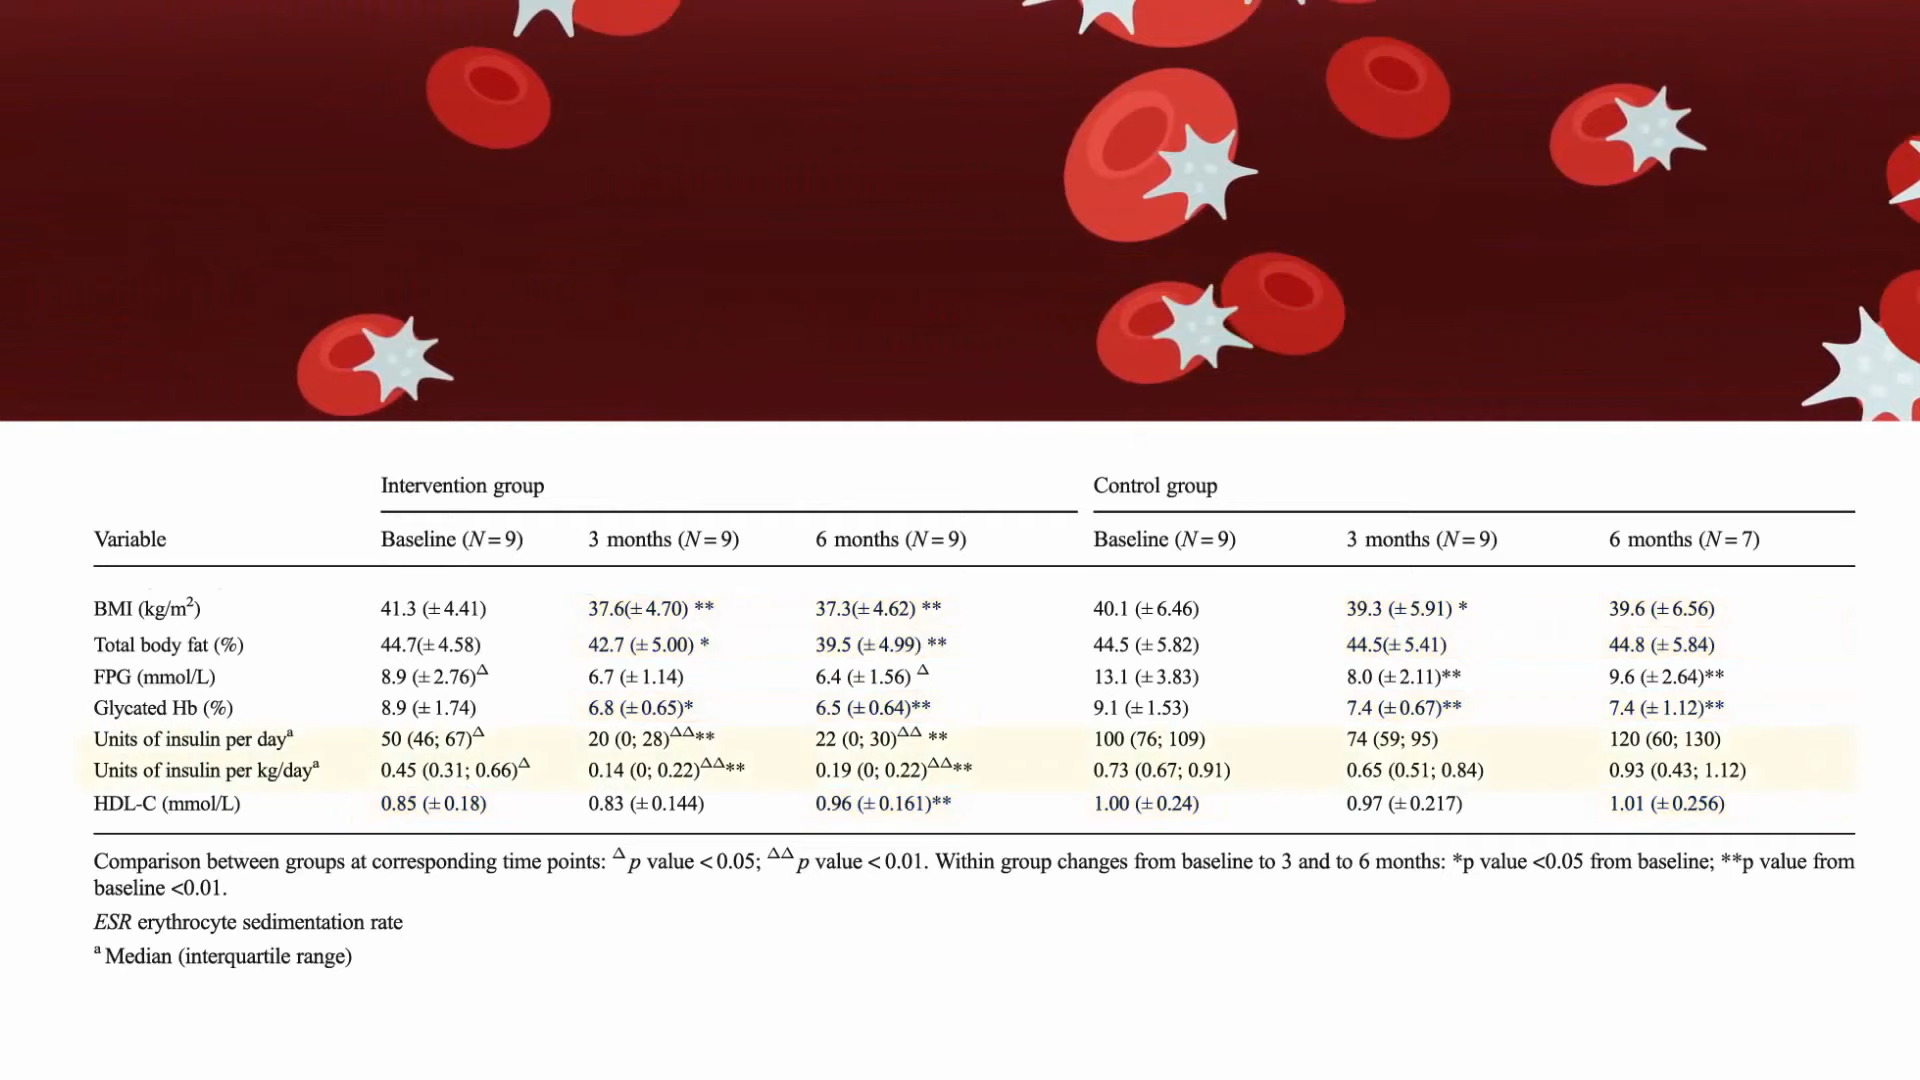 Intervention group Control group
Variable Baseline (N=9) 3 months (N=9) 6 months (N=9) Baseline (N=9) 3 months (N=9) 6 months (N=7)
BMI (kg/m²) 41.3 (±4.41) 37.6(±4.70) ** 37.3(±4.62) ** 40.1 (±6.46) 39.3 (±5.91) * 39.6 (±6.56)
Total body fat (%) 44.7(±4.58) 42.7 (±5.00) * 39.5 (±4.99) ** 44.5 (±5.82) 44.5(±5.41) 44.8 (±5.84)
FPG (mmol/L) 8.9 (±2.76)Δ 6.7 (±1.14) 6.4 (±1.56) Δ 13.1 (±3.83) 8.0 (±2.11)** 9.6 (±2.64)**
Glycated Hb (%) 8.9 (±1.74) 6.8 (±0.65)* 6.5 (±0.64)** 9.1 (±1.53) 7.4 (±0.67)** 7.4 (±1.12)**
Units of insulin per dayª 50 (46; 67)Δ 20 (0; 28)ΔΔ** 22 (0; 30)ΔΔ ** 100 (76; 109) 74 (59; 95) 120 (60; 130)
Units of insulin per kg/dayª 0.45 (0.31; 0.66)Δ 0.14 (0; 0.22)ΔΔ** 0.19 (0; 0.22)ΔΔ** 0.73 (0.67; 0.91) 0.65 (0.51; 0.84) 0.93 (0.43; 1.12)
HDL-C (mmol/L) 0.85 (±0.18) 0.83 (±0.144) 0.96 (±0.161)** 1.00 (±0.24) 0.97 (±0.217) 1.01 (±0.256)
Comparison between groups at corresponding time points: Δ p value <0.05; ΔΔ p value <0.01. Within group changes from baseline to 3 and to 6 months: *p value <0.05 from baseline; **p value from
baseline <0.01.
ESR erythrocyte sedimentation rate
ª Median (interquartile range)